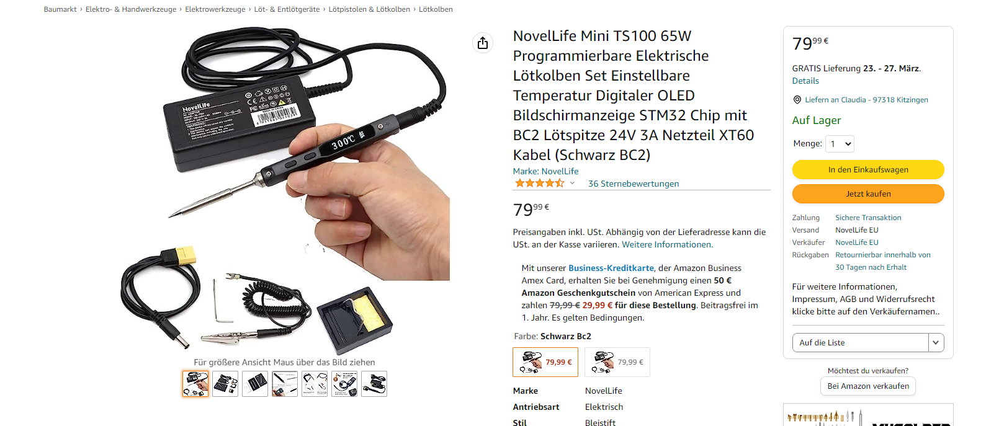 Baumarkt › Elektro- & Handwerkzeuge › Elektrowerkzeuge › Löt- & Entlötgeräte › Lötpistolen & Lötkolben › Lötkolben
NovelLife
300℃
Für größere Ansicht Maus über das Bild ziehen
NovelLife Mini TS100 65W
Programmierbare Elektrische
Lötkolben Set Einstellbare
Temperatur Digitaler OLED
Bildschirmanzeige STM32 Chip mit
BC2 Lötspitze 24V 3A Netzteil XT60
Kabel (Schwarz BC2)
Marke: NovelLife
36 Sternebewertungen
79⁹⁹ €
Preisangaben inkl. USt. Abhängig von der Lieferadresse kann die
USt. an der Kasse variieren. Weitere Informationen.
Mit unserer Business-Kreditkarte, der Amazon Business
Amex Card, erhalten Sie bei Genehmigung einen 50 €
Amazon Geschenkgutschein von American Express und
zahlen 79,99 € 29,99 € für diese Bestellung. Beitragsfrei im
1. Jahr. Es gelten Bedingungen.
Farbe: Schwarz Bc2
79,99 € 79,99 €
Marke NovelLife
Antriebsart Elektrisch
Stil Bleistift
79⁹⁹ €
GRATIS Lieferung 23. - 27. März.
Details
Liefern an Claudia - 97318 Kitzingen
Auf Lager
Menge: 1
In den Einkaufswagen
Jetzt kaufen
Zahlung Sichere Transaktion
Versand NovelLife EU
Verkäufer NovelLife EU
Rückgaben Retournierbar innerhalb von
30 Tagen nach Erhalt
Für weitere Informationen,
Impressum, AGB und Widerrufsrecht
klicke bitte auf den Verkäufernamen..
Auf die Liste
Möchtest du verkaufen?
Bei Amazon verkaufen